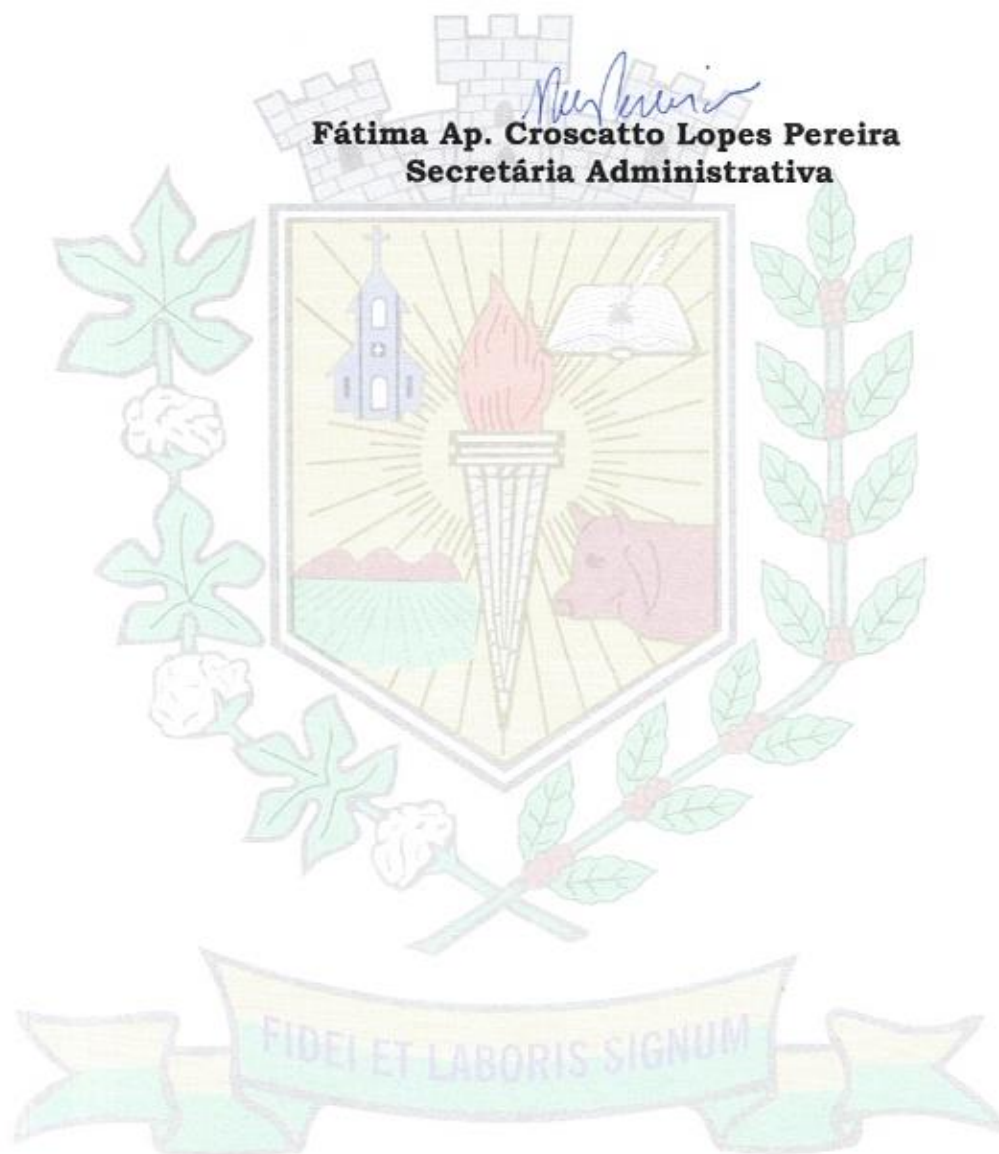 Fátima Ap. Croscatto Lopes Pereira
Secretária Administrativa
FIDEI ET LABORIS SIGNUM